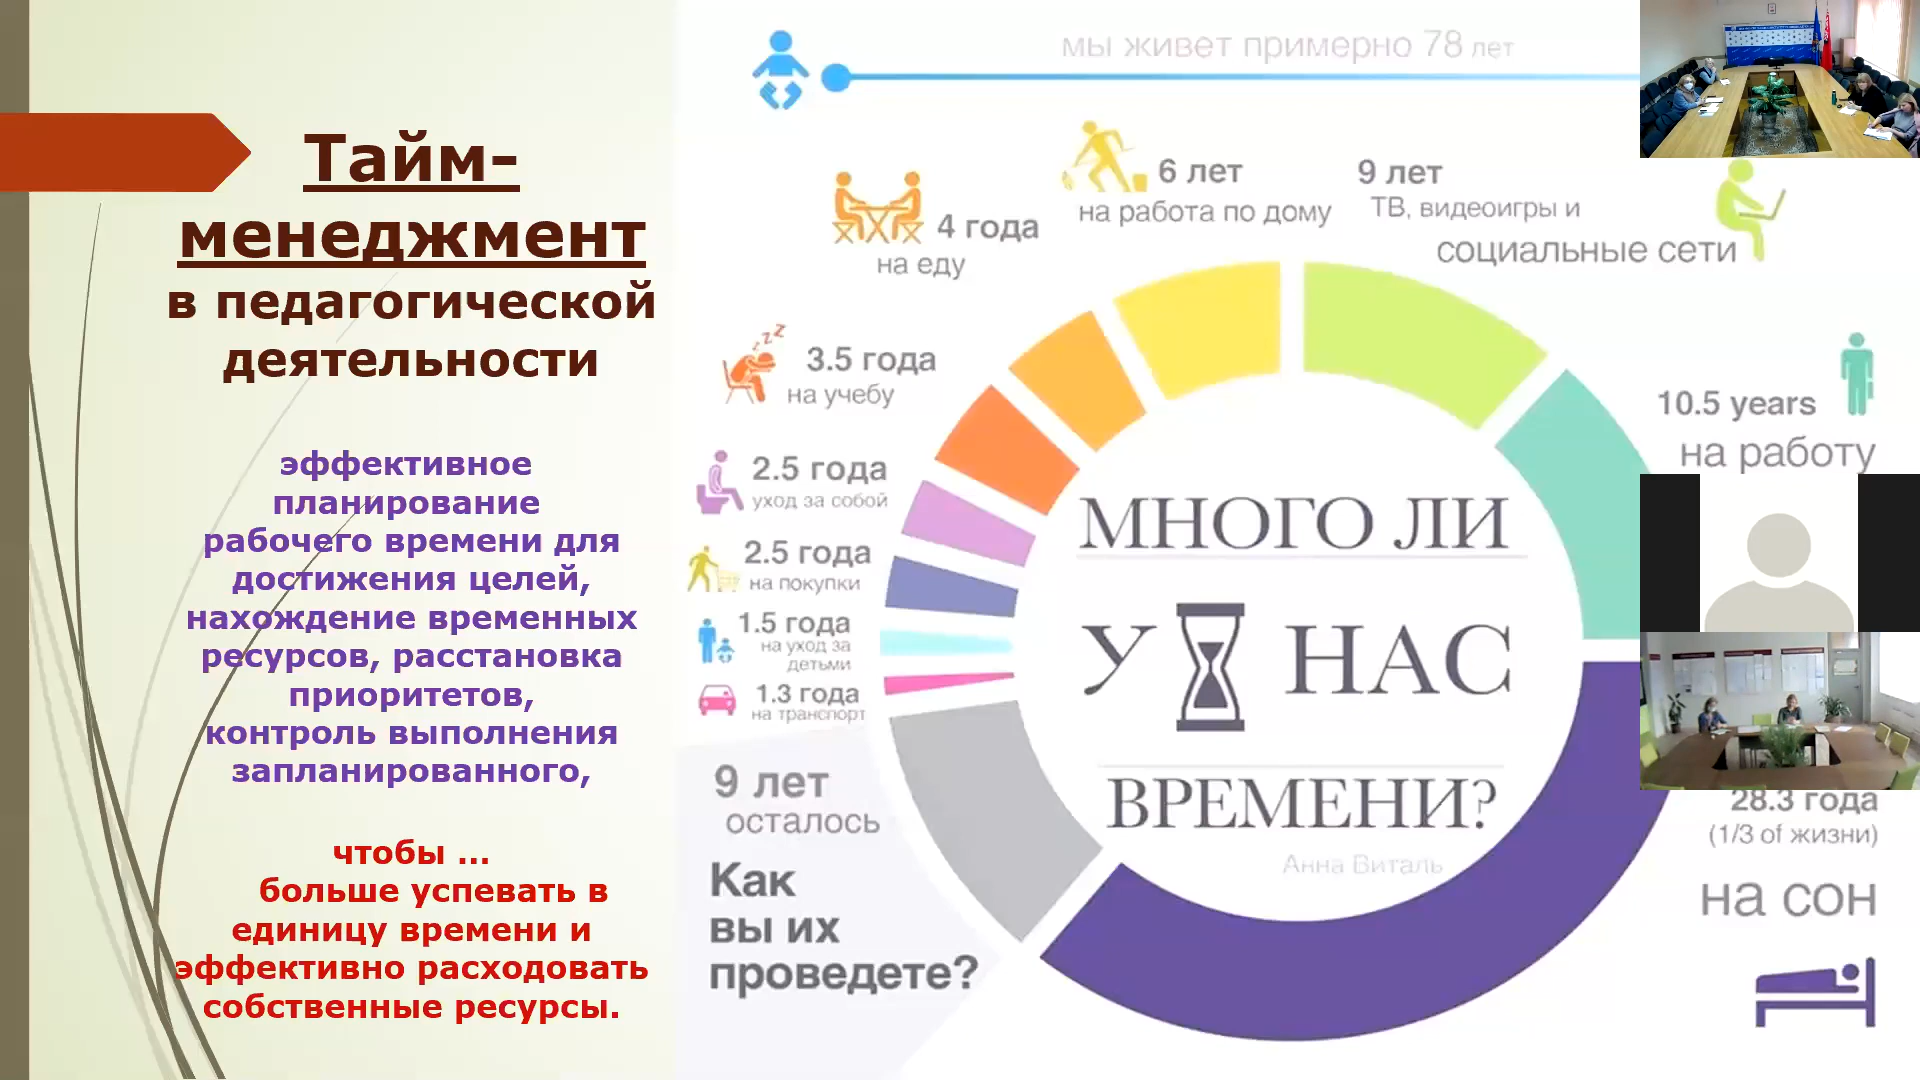 Тайм-
менеджмент
в педагогической
деятельности
эффективное
планирование
рабочего времени для
достижения целей,
нахождение временных
ресурсов, расстановка
приоритетов,
контроль выполнения
запланированного,
чтобы ...
больше успевать в
единицу времени и
эффективно расходовать
собственные ресурсы.
мы живет примерно 78 лет
4 года
на еду
6 лет
на работа по дому
9 лет
ТВ, видеоигры и
социальные сети
3.5 года
на учебу
10.5 years
на работу
2.5 года
уход за собой
2.5 года
на покупки
1.5 года
на уход за
детьми
1.3 года
на транспорт
МНОГО ЛИ
У НАС
ВРЕМЕНИ?
Анна Виталь
9 лет
осталось
Как
вы их
проведете?
28.3 года
(1/3 of жизни)
на сон